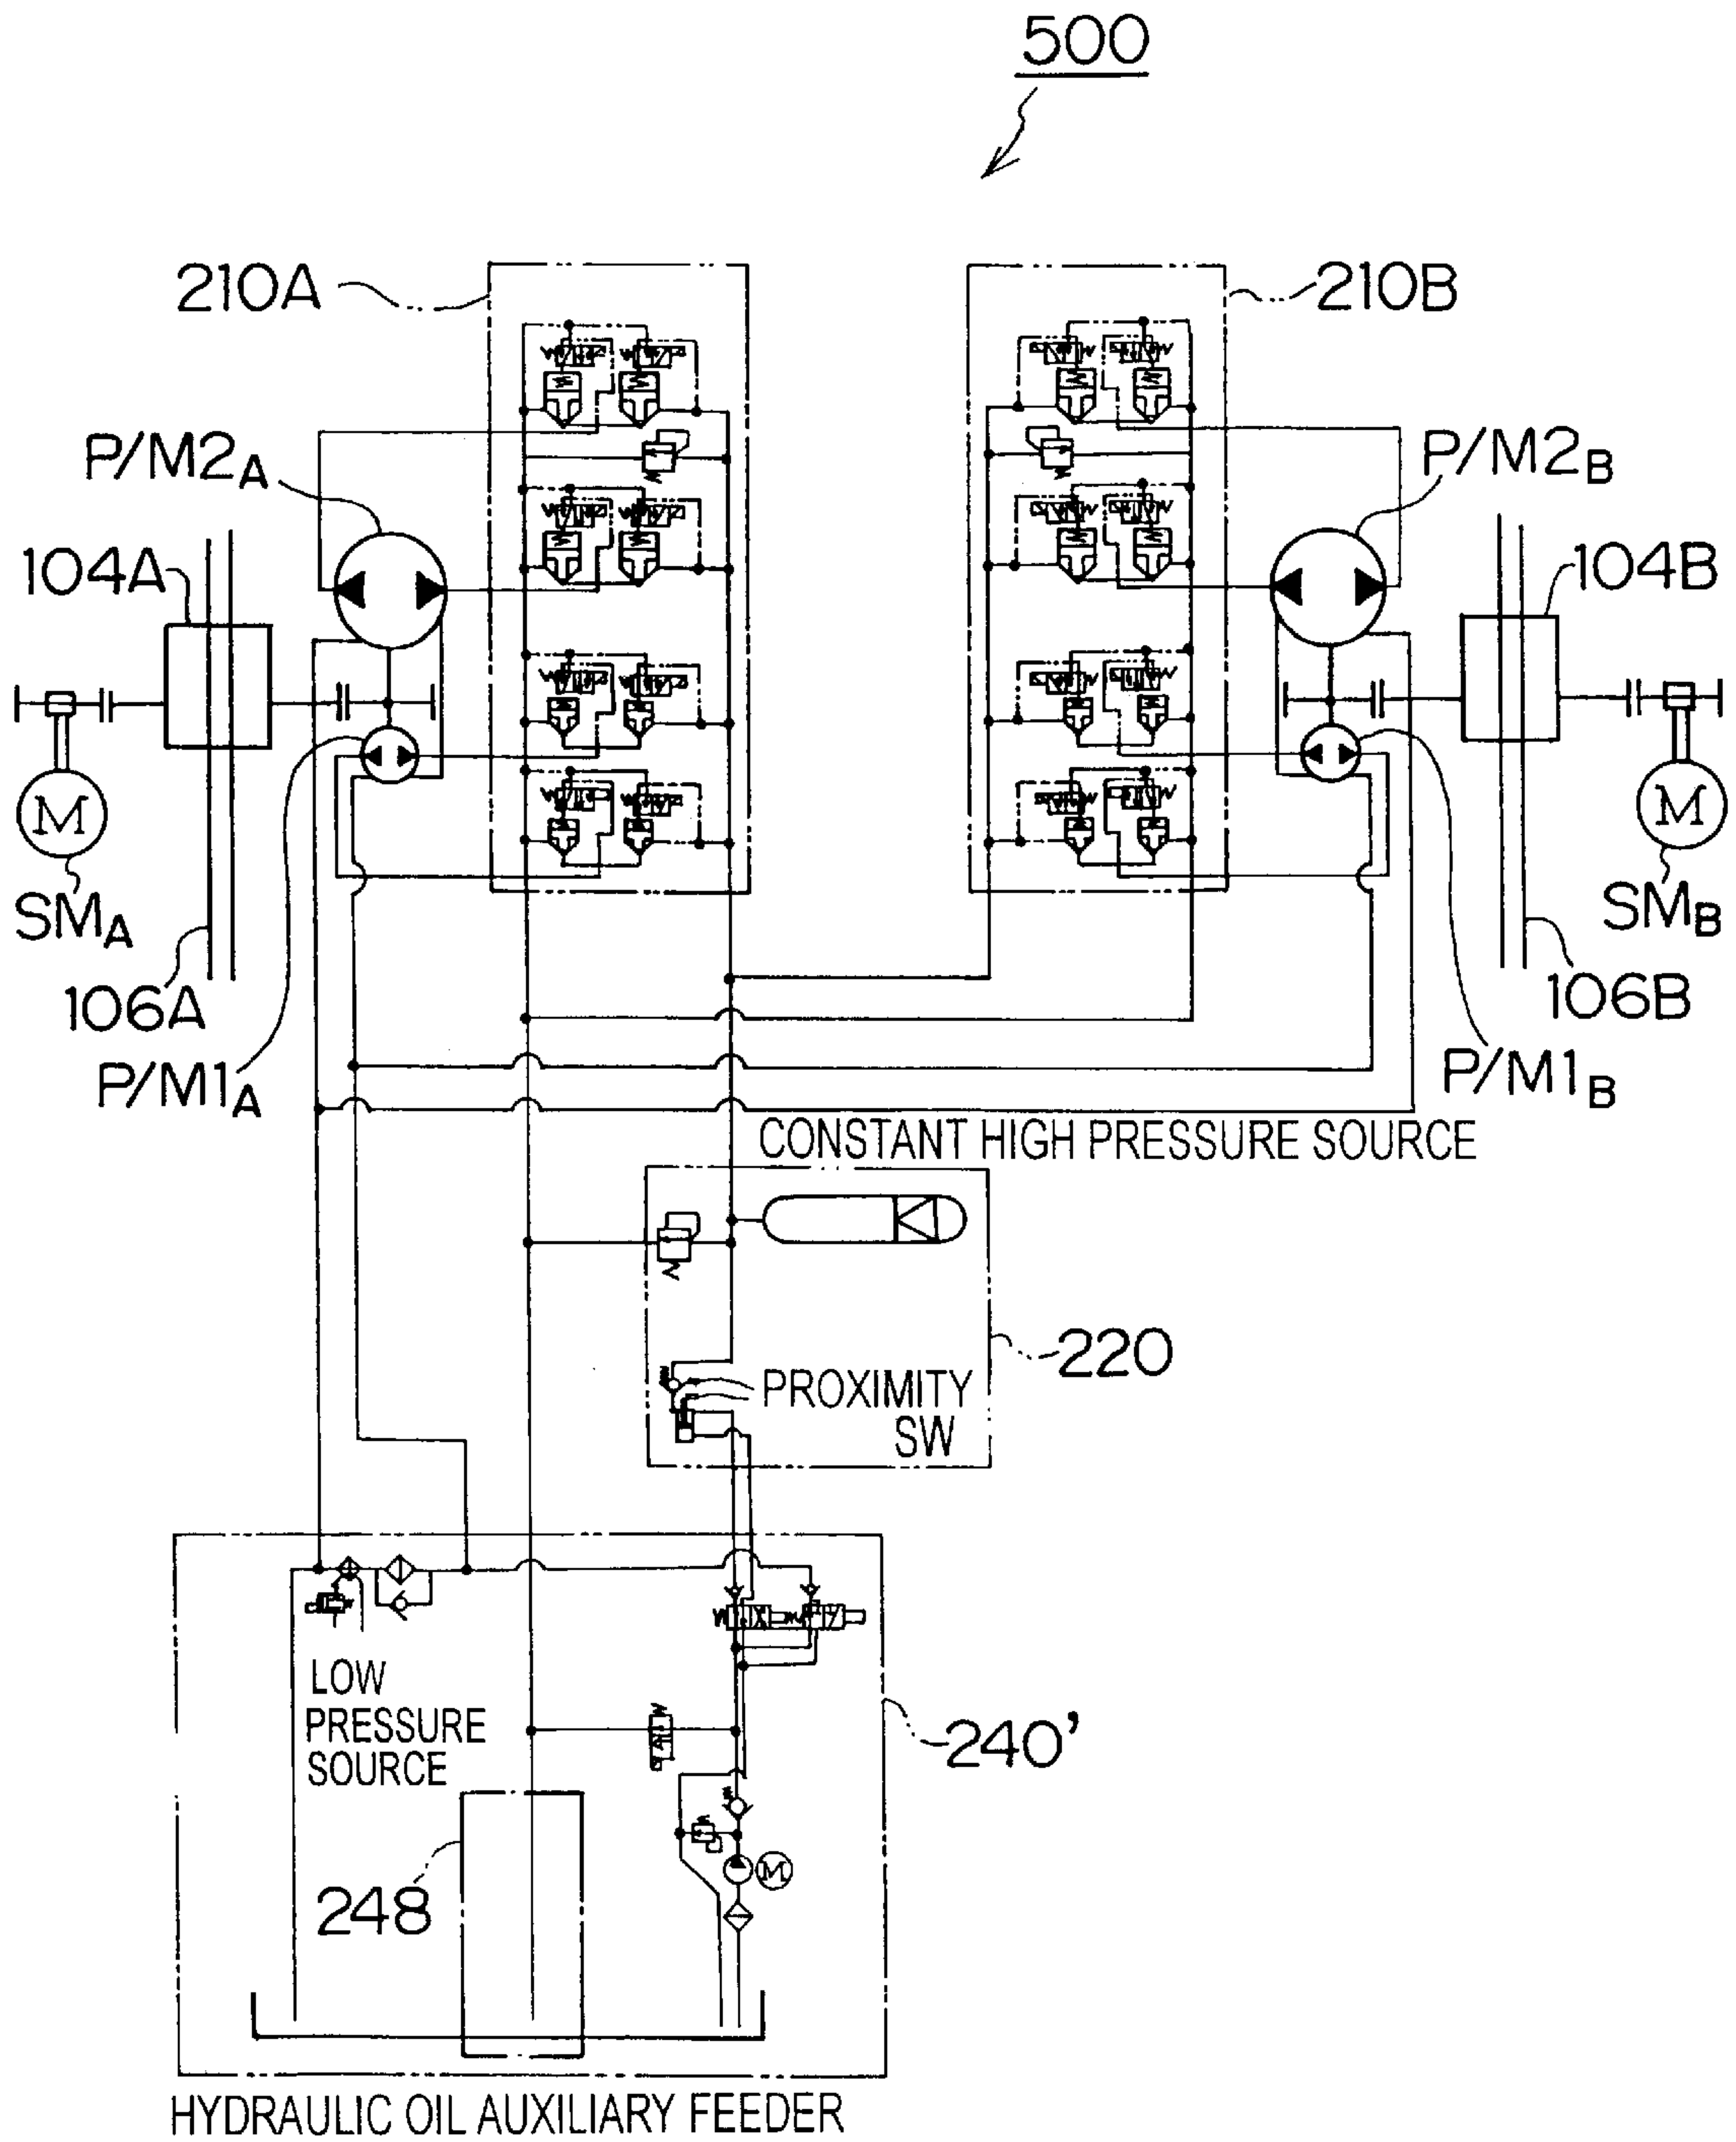 500
210A
210B
P/M2A
P/M2B
104A
104B
M
M
SMA
SMB
106A
106B
P/M1A
P/M1B
CONSTANT HIGH PRESSURE SOURCE
220
PROXIMITY
SW
LOW
PRESSURE
SOURCE
240'
M
248
HYDRAULIC OIL AUXILIARY FEEDER